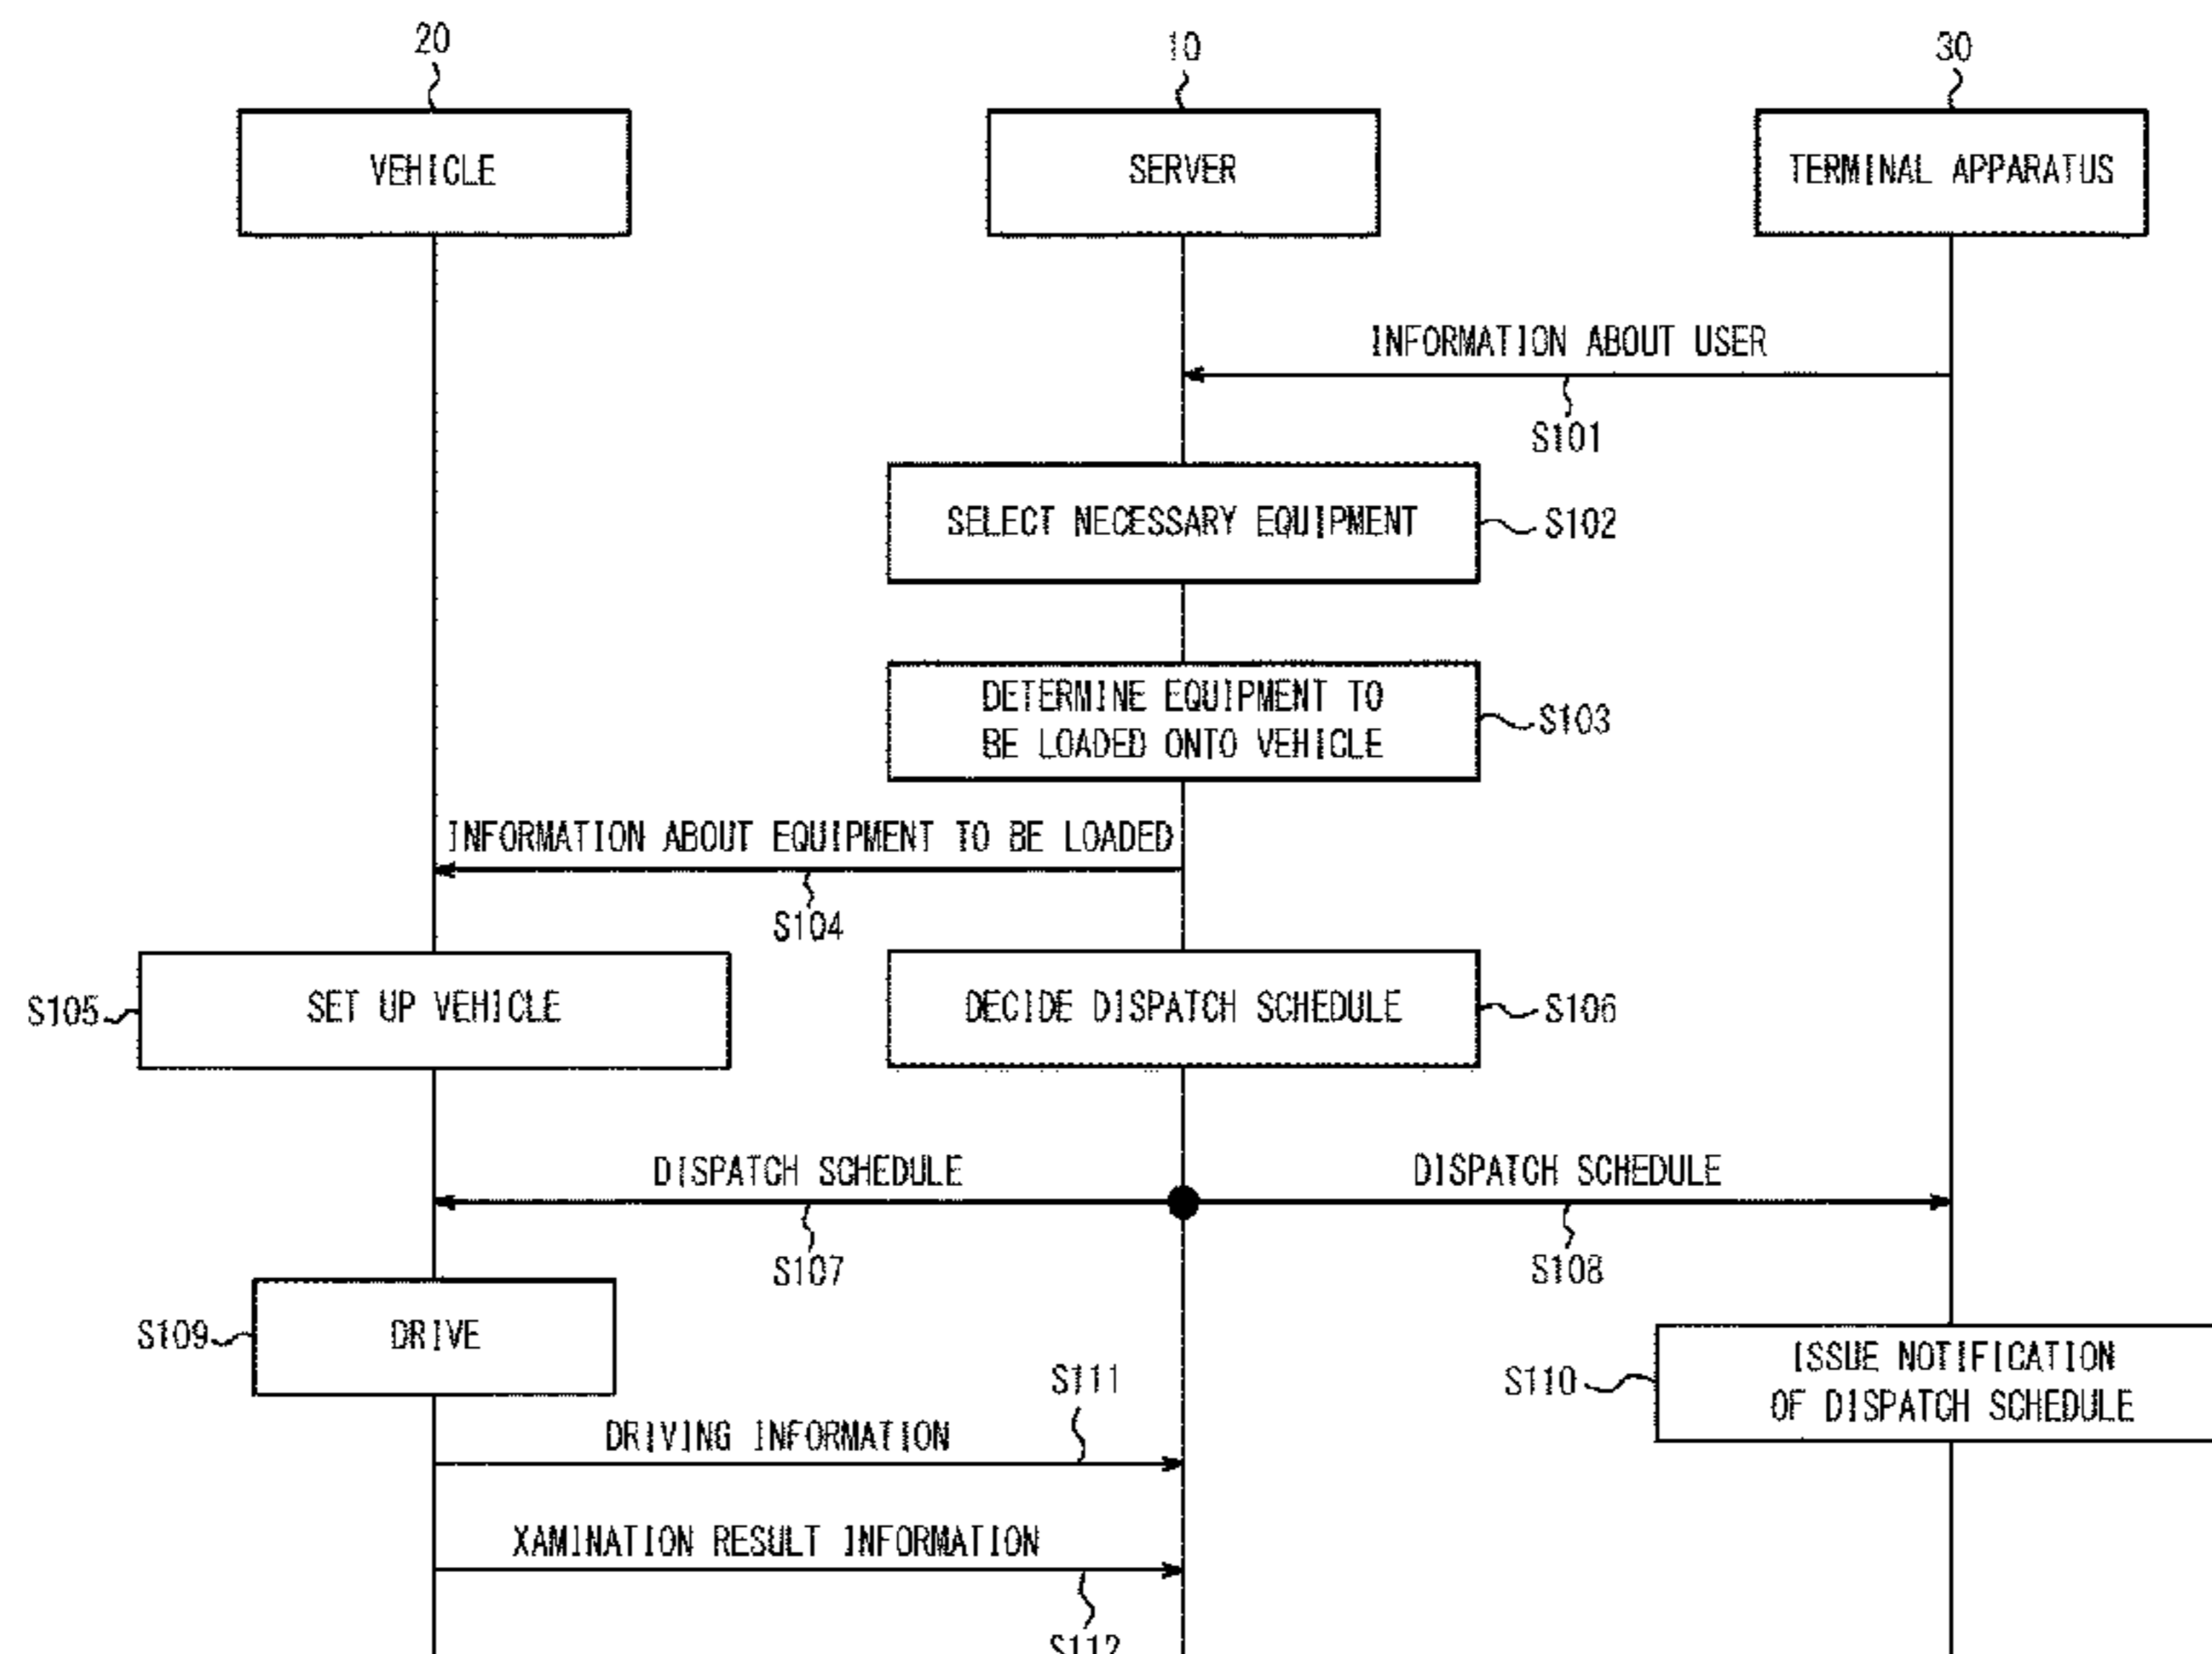 20
10
30
VEHICLE
SERVER
TERMINAL APPARATUS
INFORMATION ABOUT USER
S101
SELECT NECESSARY EQUIPMENT
S102
DETERMINE EQUIPMENT TO
BE LOADED ONTO VEHICLE
S103
INFORMATION ABOUT EQUIPMENT TO BE LOADED
S104
S105
SET UP VEHICLE
DECIDE DISPATCH SCHEDULE
S106
DISPATCH SCHEDULE
DISPATCH SCHEDULE
S107
S108
S109
DRIVE
S110
ISSUE NOTIFICATION
OF DISPATCH SCHEDULE
S111
DRIVING INFORMATION
XAMINATION RESULT INFORMATION
S112